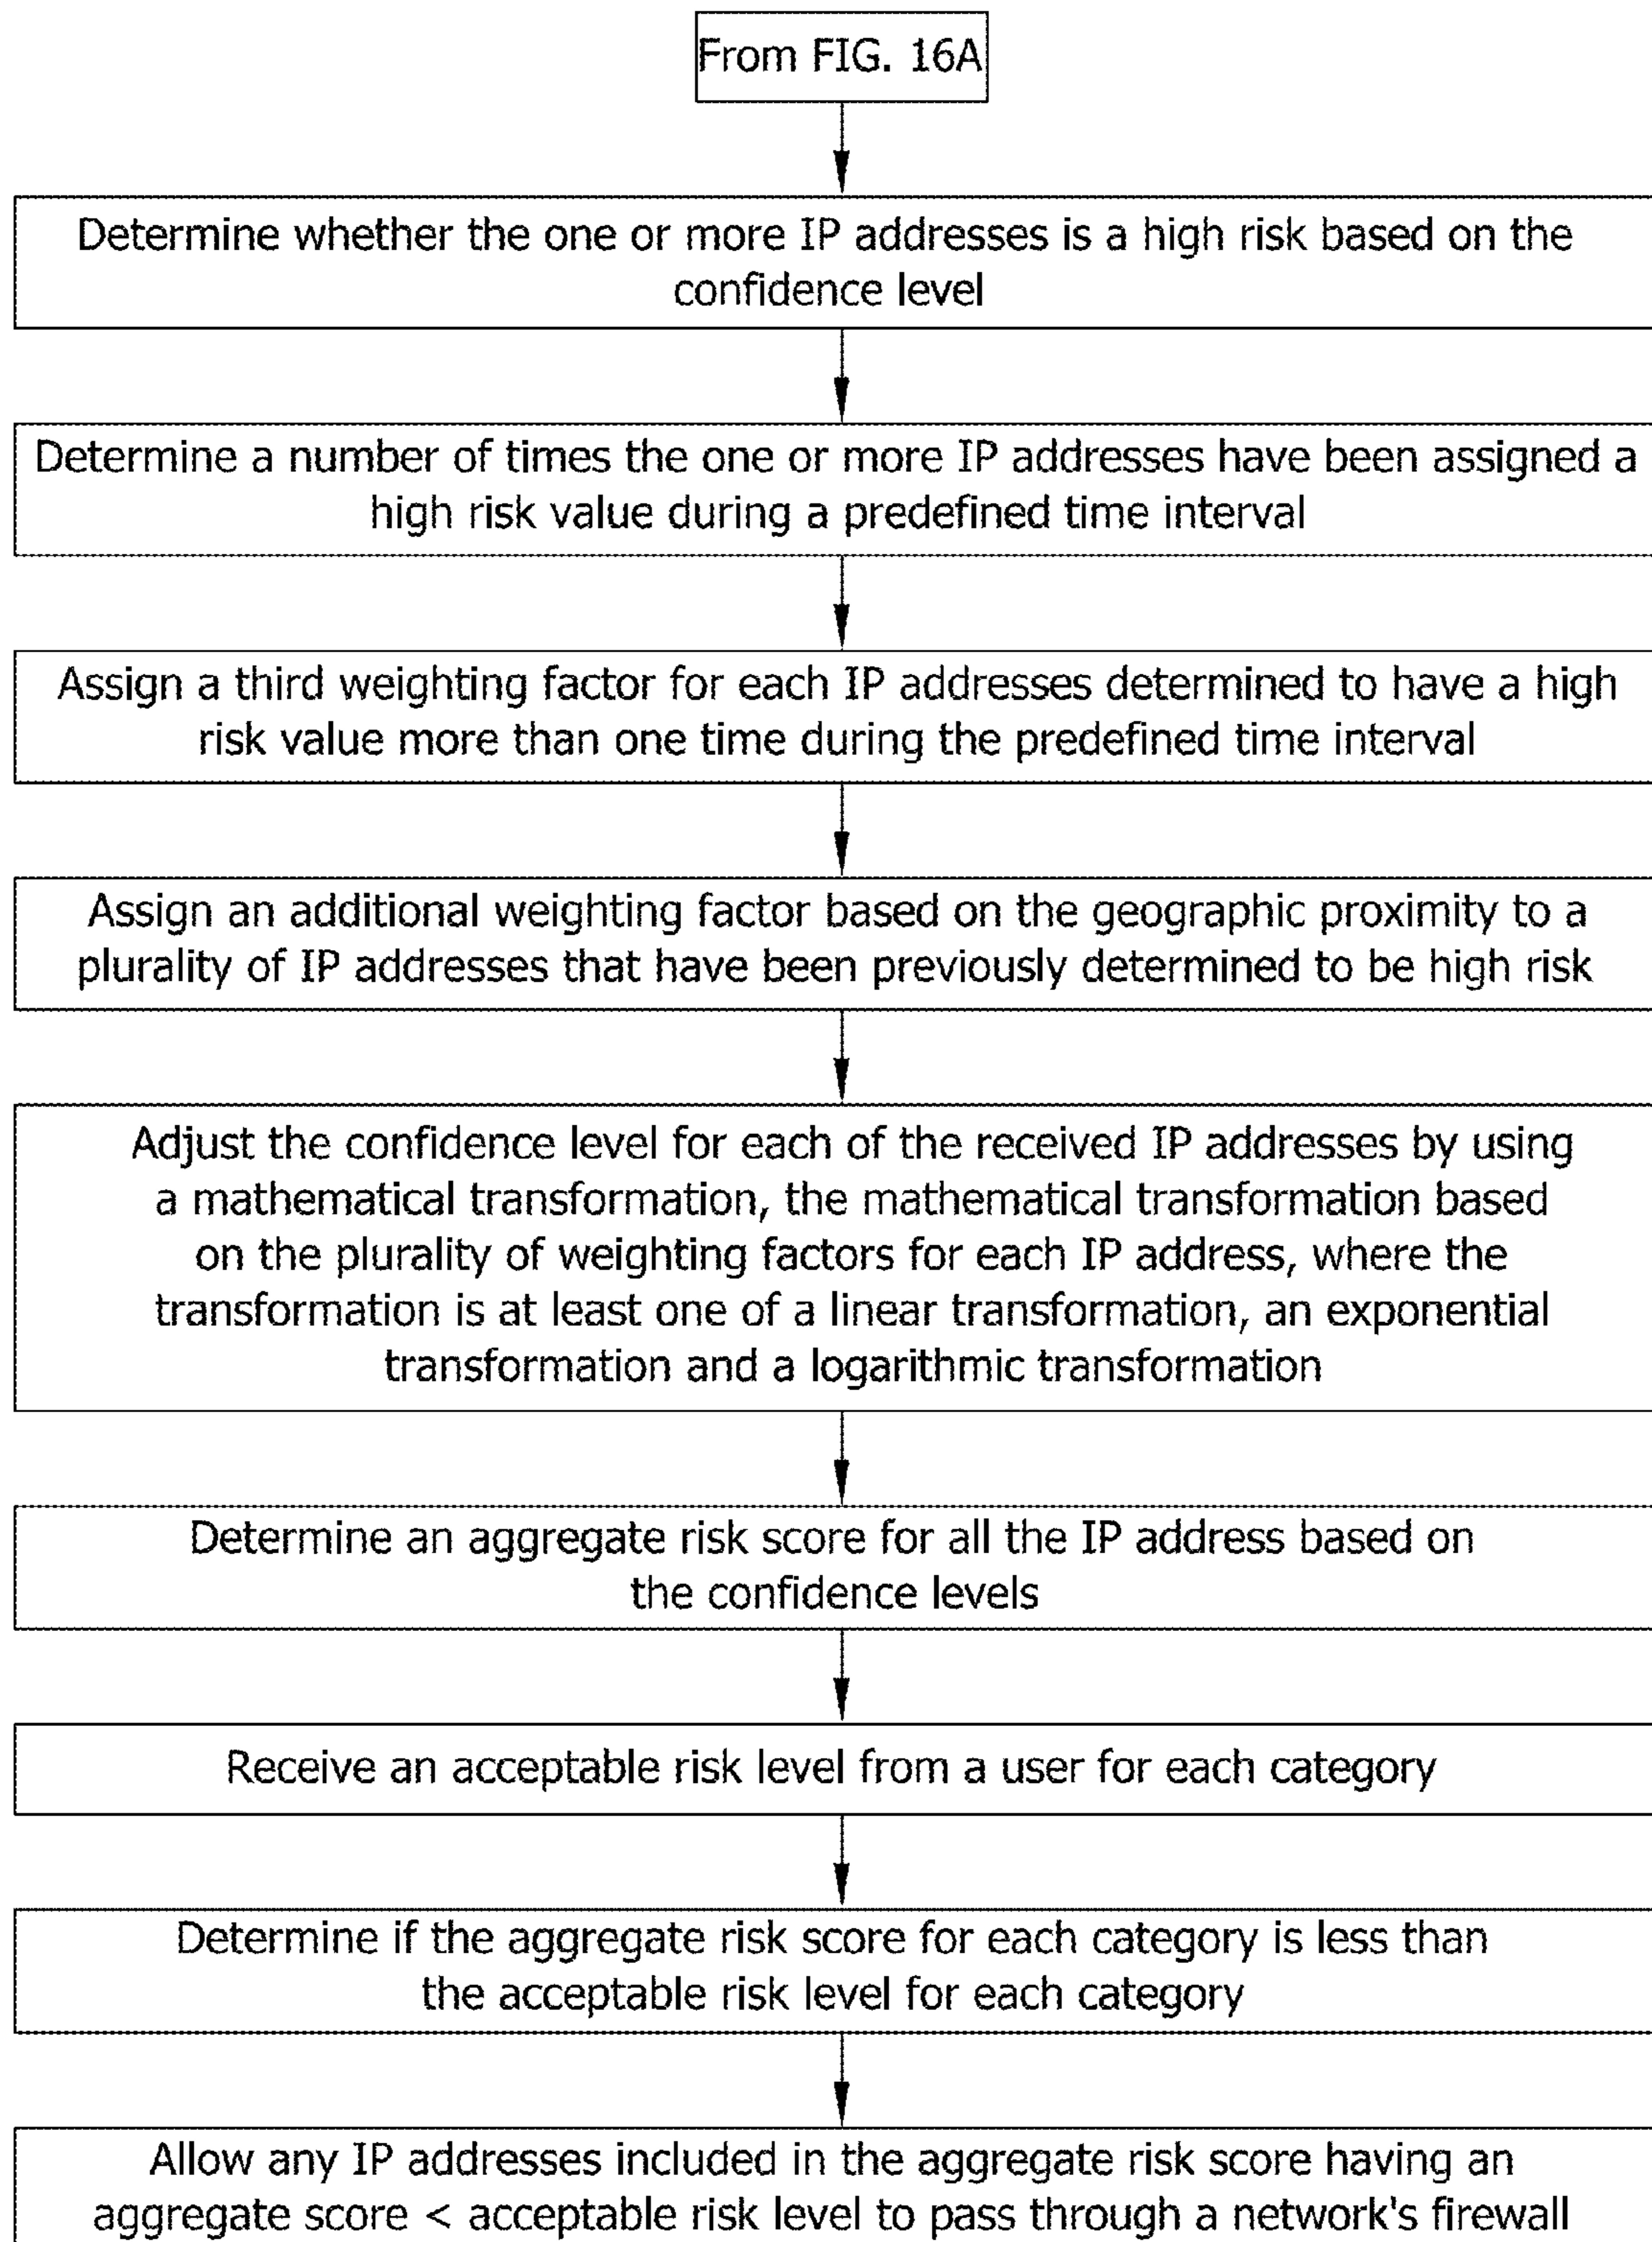 From FIG. 16A
Determine whether the one or more IP addresses is a high risk based on the
confidence level
Determine a number of times the one or more IP addresses have been assigned a
high risk value during a predefined time interval
Assign a third weighting factor for each IP addresses determined to have a high
risk value more than one time during the predefined time interval
Assign an additional weighting factor based on the geographic proximity to a
plurality of IP addresses that have been previously determined to be high risk
Adjust the confidence level for each of the received IP addresses by using
a mathematical transformation, the mathematical transformation based
on the plurality of weighting factors for each IP address, where the
transformation is at least one of a linear transformation, an exponential
transformation and a logarithmic transformation
Determine an aggregate risk score for all the IP address based on
the confidence levels
Receive an acceptable risk level from a user for each category
Determine if the aggregate risk score for each category is less than
the acceptable risk level for each category
Allow any IP addresses included in the aggregate risk score having an
aggregate score < acceptable risk level to pass through a network's firewall